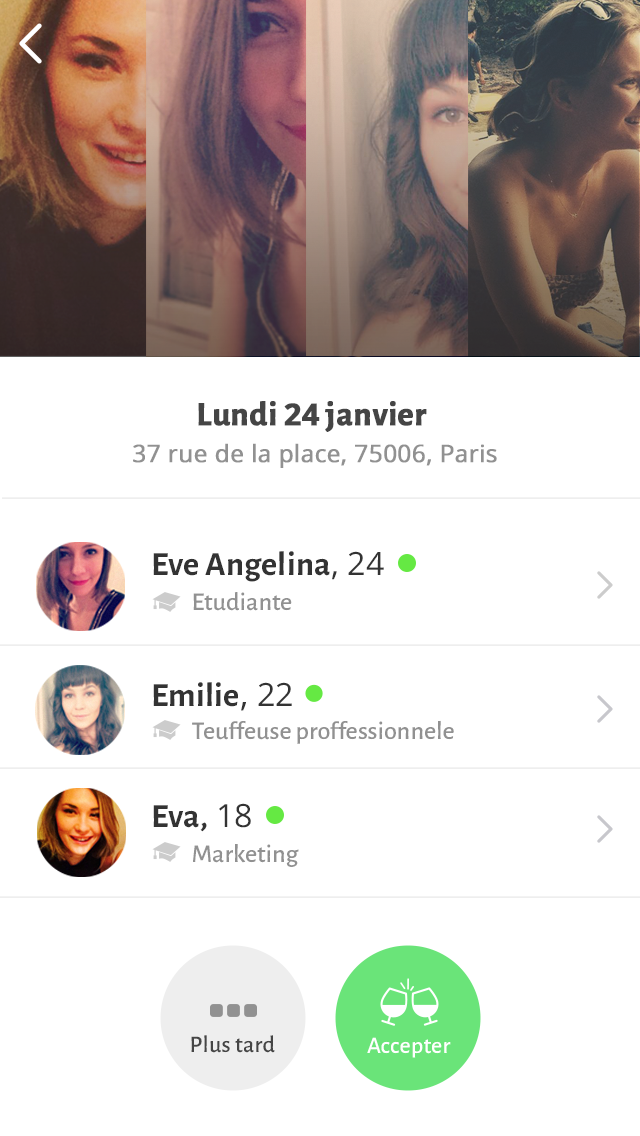 Lundi 24 janvier
37 rue de la place, 75006, Paris
Eve Angelina, 24
Etudiante
Emilie, 22
Teuffeuse proffessionnele
Eva, 18
Marketing
Plus tard
Accepter